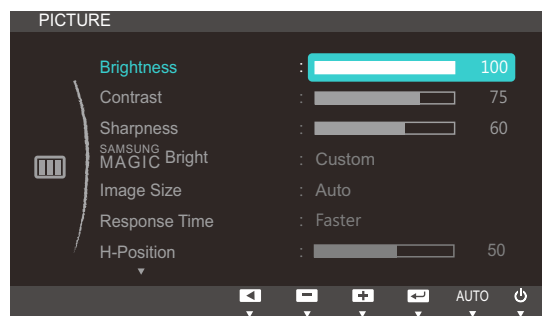 PICTURE
Brightness : 100
Contrast : 75
Sharpness : 60
SAMSUNG
MAGIC Bright : Custom
Image Size : Auto
Response Time : Faster
H-Position : 50
AUTO